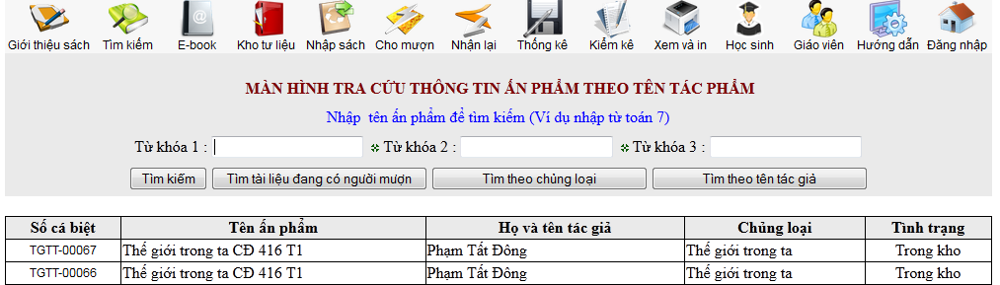 Giới thiệu sách Tìm kiếm E-book Kho tư liệu Nhập sách Cho mượn Nhận lại Thống kê Kiểm kê Xem và in Học sinh Giáo viên Hướng dẫn Đăng nhập
MÀN HÌNH TRA CỨU THÔNG TIN ẤN PHẨM THEO TÊN TÁC PHẨM
Nhập tên ấn phẩm để tìm kiếm (Ví dụ nhập từ toán 7)
Từ khóa 1 : Từ khóa 2 : Từ khóa 3 :
Tìm kiếm Tìm tài liệu đang có người mượn Tìm theo chủng loại Tìm theo tên tác giả
Số cá biệt Tên ấn phẩm Họ và tên tác giả Chủng loại Tình trạng
TGTT-00067 Thế giới trong ta CĐ 416 T1 Phạm Tất Đông Thế giới trong ta Trong kho
TGTT-00066 Thế giới trong ta CĐ 416 T1 Phạm Tất Đông Thế giới trong ta Trong kho